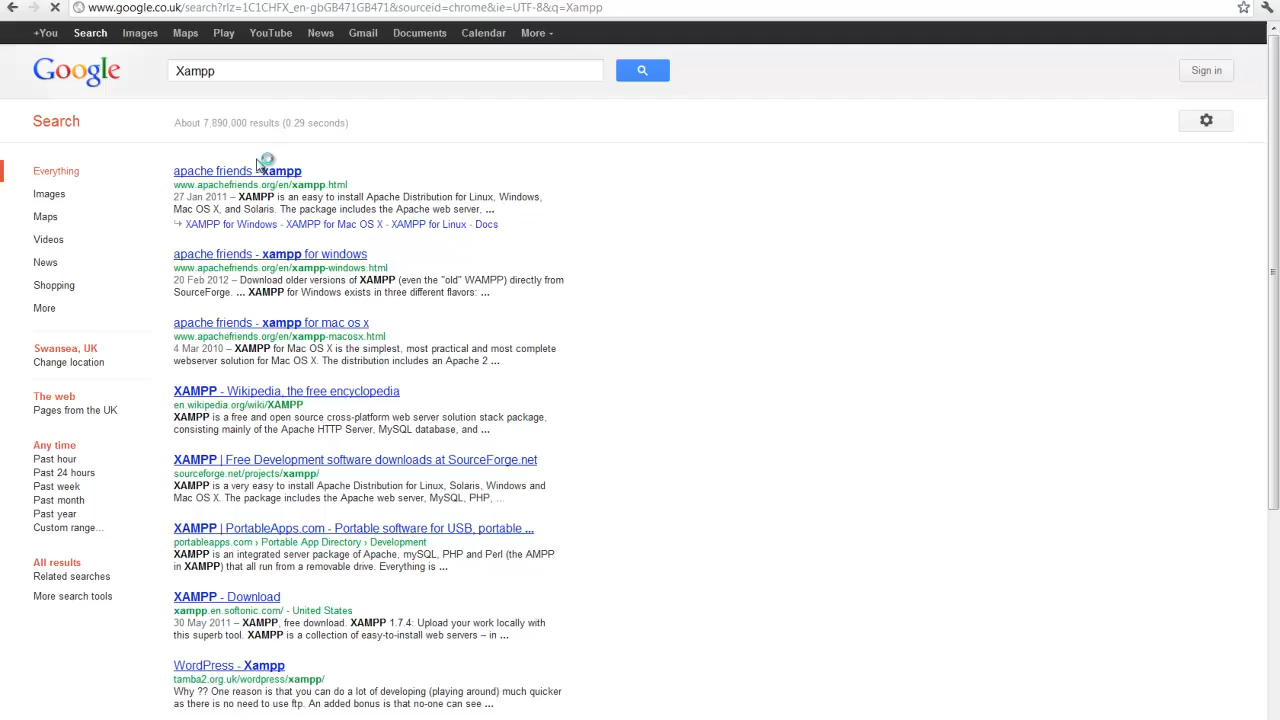 www.google.co.uk/search?rlz=1C1CHFX_en-gbGB471GB471&sourceid=chrome&ie=UTF-8&q=Xampp
+You Search Images Maps Play YouTube News Gmail Documents Calendar More
Google Xampp Sign in
Search About 7,890,000 results (0.29 seconds)
Everything
Images
Maps
Videos
News
Shopping
More
Swansea, UK
Change location
The web
Pages from the UK
Any time
Past hour
Past 24 hours
Past week
Past month
Past year
Custom range...
All results
Related searches
More search tools
apache friends - xampp
www.apachefriends.org/en/xampp.html
27 Jan 2011 – XAMPP is an easy to install Apache Distribution for Linux, Windows,
Mac OS X, and Solaris. The package includes the Apache web server, ...
XAMPP for Windows - XAMPP for Mac OS X - XAMPP for Linux - Docs
apache friends - xampp for windows
www.apachefriends.org/en/xampp-windows.html
20 Feb 2012 – Download older versions of XAMPP (even the "old" WAMPP) directly from
SourceForge. ... XAMPP for Windows exists in three different flavors: ...
apache friends - xampp for mac os x
www.apachefriends.org/en/xampp-macosx.html
4 Mar 2010 – XAMPP for Mac OS X is the simplest, most practical and most complete
webserver solution for Mac OS X. The distribution includes an Apache 2 ...
XAMPP - Wikipedia, the free encyclopedia
en.wikipedia.org/wiki/XAMPP
XAMPP is a free and open source cross-platform web server solution stack package,
consisting mainly of the Apache HTTP Server, MySQL database, and ...
XAMPP | Free Development software downloads at SourceForge.net
sourceforge.net/projects/xampp/
XAMPP is a very easy to install Apache Distribution for Linux, Solaris, Windows and
Mac OS X. The package includes the Apache web server, MySQL, PHP, ...
XAMPP | PortableApps.com - Portable software for USB, portable ...
portableapps.com › Portable App Directory › Development
XAMPP is an integrated server package of Apache, mySQL, PHP and Perl (the AMPP
in XAMPP) that all run from a removable drive. Everything is ...
XAMPP - Download
xampp.en.softonic.com/ - United States
30 May 2011 – XAMPP, free download. XAMPP 1.7.4: Upload your work locally with
this superb tool. XAMPP is a collection of easy-to-install web servers – in ...
WordPress - Xampp
tamba2.org.uk/wordpress/xampp/
Why ?? One reason is that you can do a lot of developing (playing around) much quicker
as there is no need to use ftp. An added bonus is that no-one can see ...